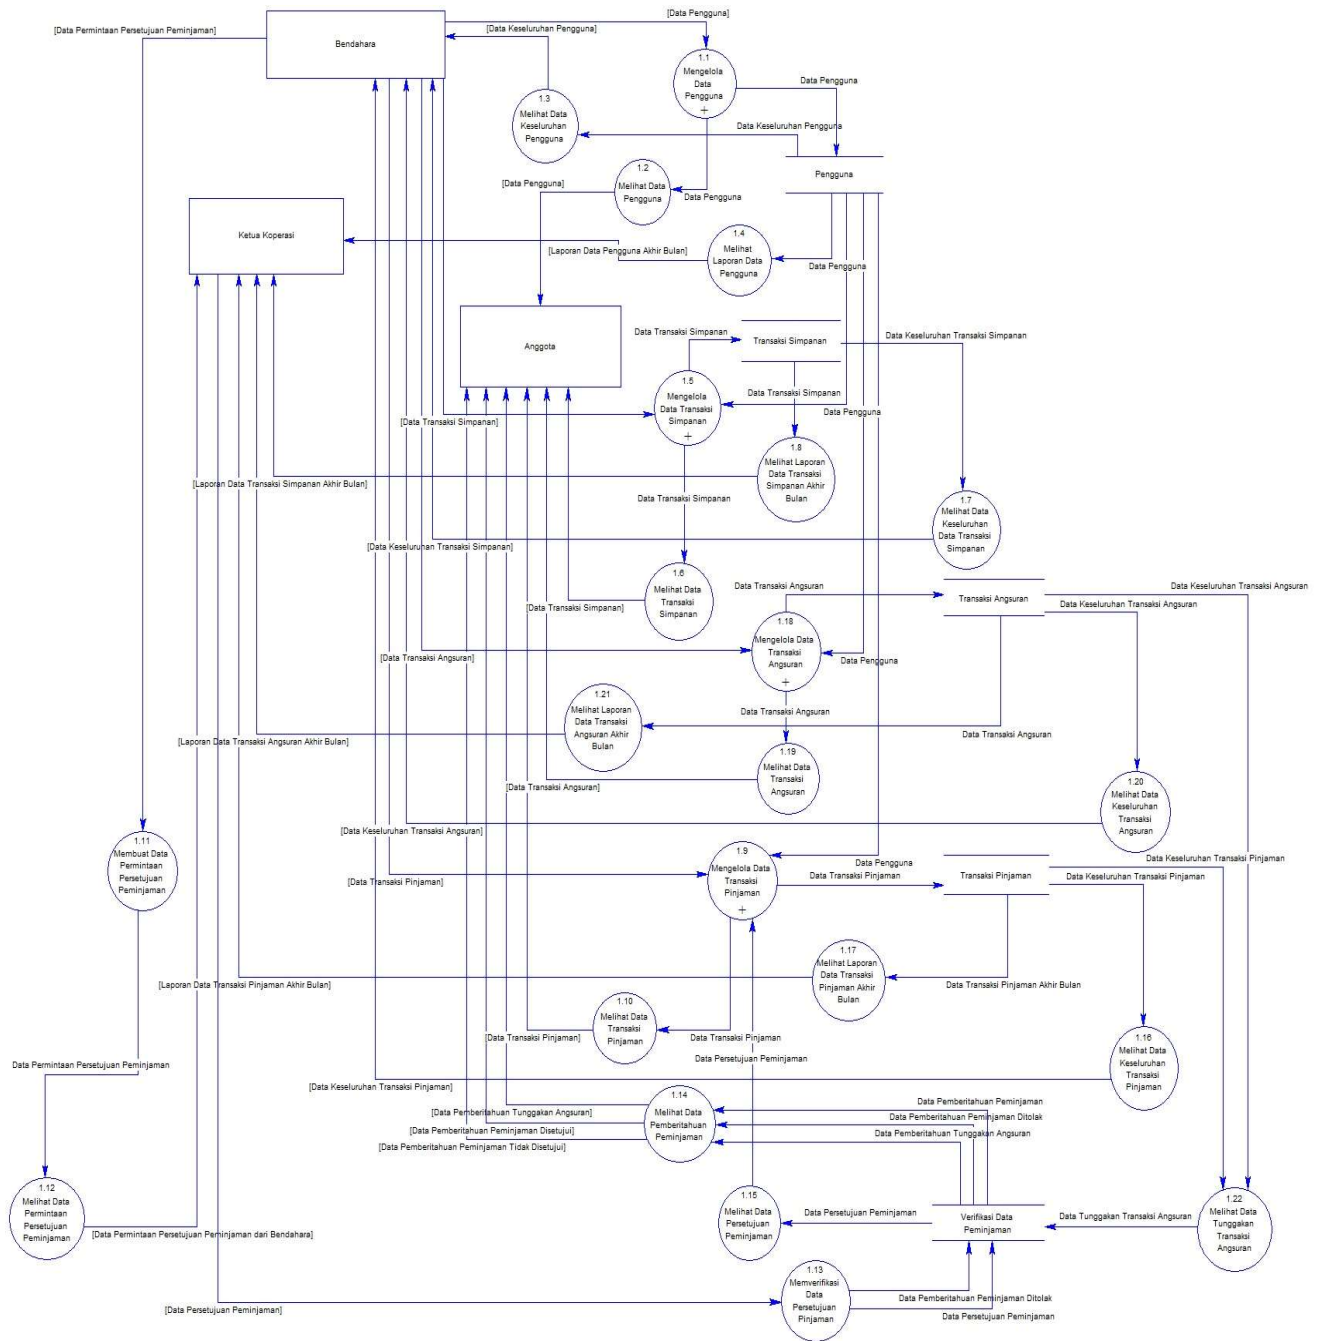 [Data Pengguna]
[Data Permintaan Persetujuan Peminjaman]
[Data Keseluruhan Pengguna]
Bendahara
1.1
Mengelola
Data
Pengguna
+
Data Pengguna
1.3
Melihat Data
Keseluruhan
Pengguna
Data Keseluruhan Pengguna
Pengguna
1.2
Melihat Data
Pengguna
[Data Pengguna]
Data Pengguna
Ketua Koperasi
1.4
Melihat
Laporan Data
Pengguna
[Laporan Data Pengguna Akhir Bulan]
Data Pengguna
Anggota
Data Transaksi Simpanan
Transaksi Simpanan
Data Keseluruhan Transaksi Simpanan
1.5
Mengelola
Data Transaksi
Simpanan
+
Data Transaksi Simpanan
Data Pengguna
[Data Transaksi Simpanan]
1.8
Melihat Laporan
Data Transaksi
Simpanan Akhir
Bulan
[Laporan Data Transaksi Simpanan Akhir Bulan]
Data Transaksi Simpanan
1.7
Melihat Data
Keseluruhan
Data Transaksi
Simpanan
[Data Keseluruhan Transaksi Simpanan]
1.6
Melihat Data
Transaksi
Simpanan
[Data Transaksi Simpanan]
Data Transaksi Angsuran
Transaksi Angsuran
Data Keseluruhan Transaksi Angsuran
Data Keseluruhan Transaksi Angsuran
1.18
Mengelola Data
Transaksi
Angsuran
+
[Data Transaksi Angsuran]
Data Pengguna
1.21
Melihat Laporan
Data Transaksi
Angsuran Akhir
Bulan
Data Transaksi Angsuran
Data Transaksi Angsuran
[Laporan Data Transaksi Angsuran Akhir Bulan]
1.19
Melihat Data
Transaksi
Angsuran
[Data Transaksi Angsuran]
1.20
Melihat Data
Keseluruhan
Transaksi
Angsuran
[Data Keseluruhan Transaksi Angsuran]
1.11
Membuat Data
Permintaan
Persetujuan
Peminjaman
1.9
Mengelola Data
Transaksi
Pinjaman
+
Data Pengguna
Data Keseluruhan Transaksi Pinjaman
[Data Transaksi Pinjaman]
Data Transaksi Pinjaman
Transaksi Pinjaman
Data Keseluruhan Transaksi Pinjaman
1.17
Melihat Laporan
Data Transaksi
Pinjaman Akhir
Bulan
[Laporan Data Transaksi Pinjaman Akhir Bulan]
Data Transaksi Pinjaman Akhir Bulan
1.10
Melihat Data
Transaksi
Pinjaman
[Data Transaksi Pinjaman]
Data Transaksi Pinjaman
Data Persetujuan Peminjaman
1.16
Melihat Data
Keseluruhan
Transaksi
Pinjaman
Data Permintaan Persetujuan Peminjaman
[Data Keseluruhan Transaksi Pinjaman]
1.14
Melihat Data
Pemberitahuan
Peminjaman
[Data Pemberitahuan Tunggakan Angsuran]
[Data Pemberitahuan Peminjaman Disetujui]
[Data Pemberitahuan Peminjaman Tidak Disetujui]
Data Pemberitahuan Peminjaman
Data Pemberitahuan Peminjaman Ditolak
Data Pemberitahuan Tunggakan Angsuran
1.12
Melihat Data
Permintaan
Persetujuan
Peminjaman
[Data Permintaan Persetujuan Peminjaman dari Bendahara]
1.15
Melihat Data
Persetujuan
Peminjaman
Data Persetujuan Peminjaman
Verifikasi Data
Peminjaman
Data Tunggakan Transaksi Angsuran
1.22
Melihat Data
Tunggakan
Transaksi
Angsuran
1.13
Memverifikasi
Data
Persetujuan
Pinjaman
[Data Persetujuan Peminjaman]
Data Pemberitahuan Peminjaman Ditolak
Data Persetujuan Peminjaman